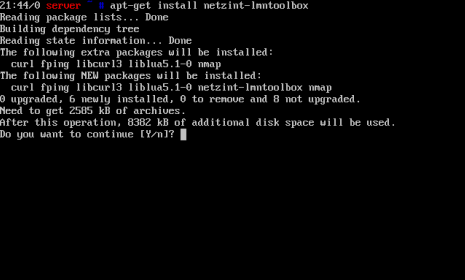 21:44/0 server ~ # apt-get install netzint-lmntoolbox
Reading package lists... Done
Building dependency tree
Reading state information... Done
The following extra packages will be installed:
curl fping libcurl3 liblua5.1-0 nmap
The following NEW packages will be installed:
curl fping libcurl3 liblua5.1-0 netzint-lmntoolbox nmap
0 upgraded, 6 newly installed, 0 to remove and 8 not upgraded.
Need to get 2585 kB of archives.
After this operation, 8382 kB of additional disk space will be used.
Do you want to continue [Y/n]?